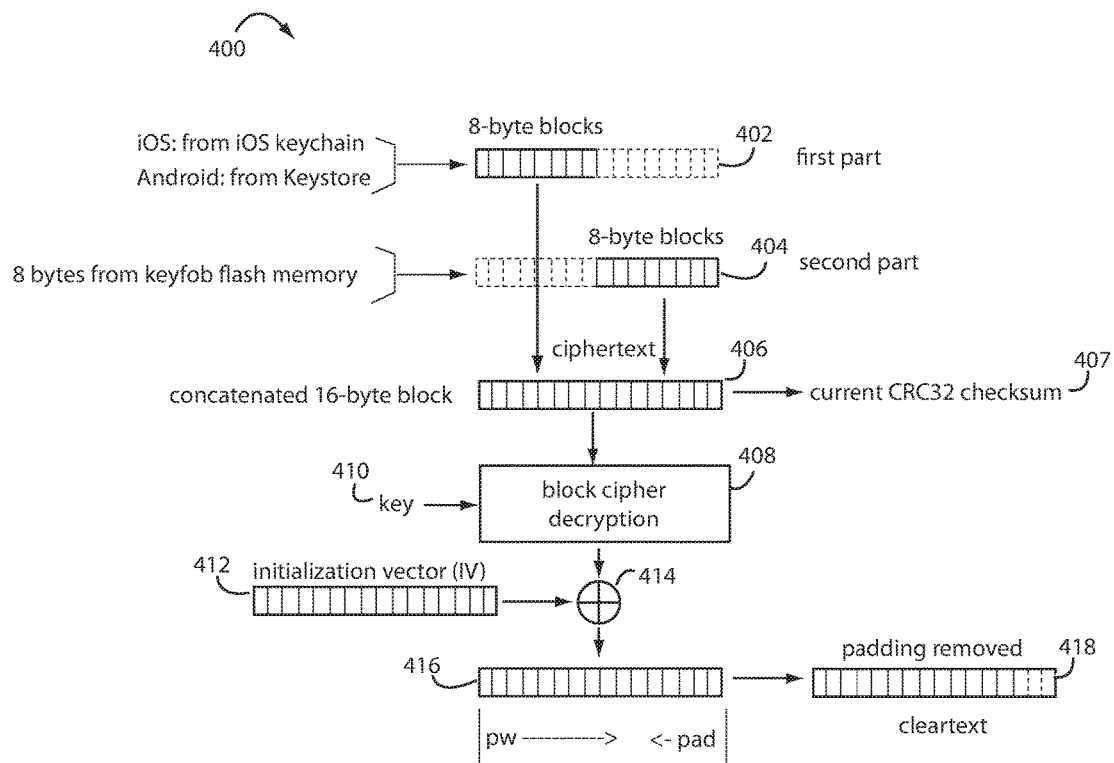 400
8-byte blocks
402
iOS: from iOS keychain
Android: from Keystore
first part
8-byte blocks
404
8 bytes from keyfob flash memory
second part
ciphertext
406
407
concatenated 16-byte block
current CRC32 checksum
408
410
key
block cipher
decryption
412
initialization vector (IV)
414
padding removed
418
416
cleartext
pw -------------> <- pad